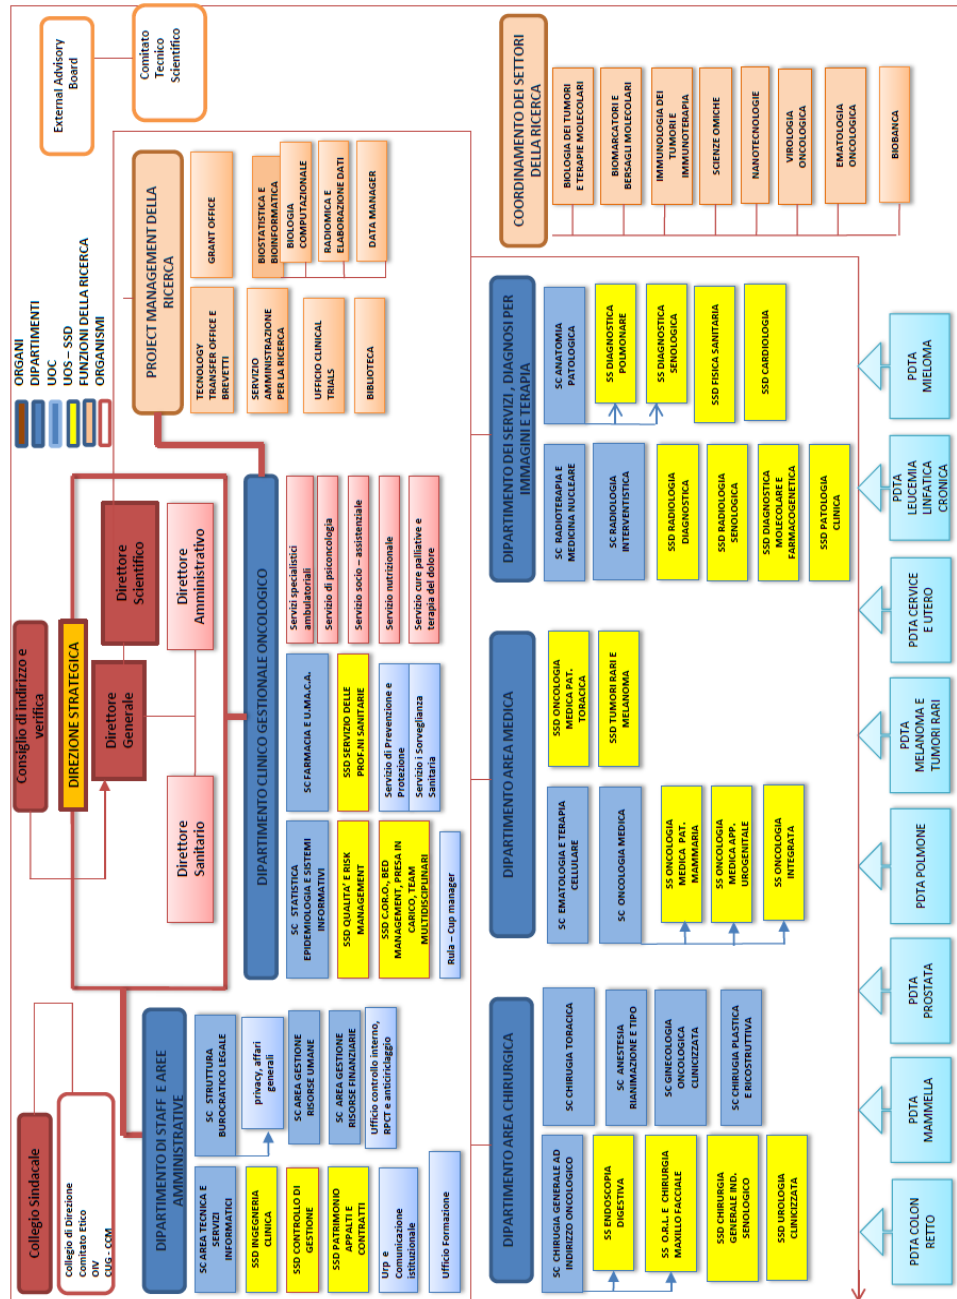 Collegio Sindacale
Collegio di Direzione
Comitato Etico
OIV
CUG - CCM
Consiglio di indirizzo e
verifica
DIREZIONE STRATEGICA
Direttore
Generale
Direttore
Scientifico
Direttore
Sanitario
Direttore
Amministrativo
ORGANI
DIPARTIMENTI
UOC
UOS – SSD
FUNZIONI DELLA RICERCA
ORGANISMI
External Advisory
Board
Comitato
Tecnico
Scientifico
DIPARTIMENTO DI STAFF E AREE
AMMINISTRATIVE
SC AREA TECNICA E
SERVIZI
INFORMATICI
SSD INGEGNERIA
CLINICA
SSD CONTROLLO DI
GESTIONE
SSD PATRIMONIO
APPALTI E
CONTRATTI
Urp e
Comunicazione
istituzionale
Ufficio Formazione
SC STRUTTURA
BUROCRATICO LEGALE
privacy, affari
generali
SC AREA GESTIONE
RISORSE UMANE
SC AREA GESTIONE
RISORSE FINANZIARIE
Ufficio controllo interno,
RPCT e antiriciclaggio
DIPARTIMENTO CLINICO GESTIONALE ONCOLOGICO
SC STATISTICA
EPIDEMIOLOGIA E SISTEMI
INFORMATIVI
SSD QUALITA' E RISK
MANAGEMENT
SSD C.OR.O., BED
MANAGEMENT, PRESA IN
CARICO, TEAM
MULTIDISCIPLINARI
Rula – Cup manager
SC FARMACIA E U.MA.C.A.
SSD SERVIZIO DELLE
PROF.NI SANITARIE
Servizio di Prevenzione e
Protezione
Servizio i Sorveglianza
Sanitaria
Servizi specialistici
ambulatoriali
Servizio di psiconcologia
Servizio socio – assistenziale
Servizio nutrizionale
Servizio cure palliative e
terapia del dolore
PROJECT MANAGEMENT DELLA
RICERCA
TECNOLOGY
TRANSFER OFFICE E
BREVETTI
SERVIZIO
AMMINISTRAZIONE
PER LA RICERCA
UFFICIO CLINICAL
TRIALS
BIBLIOTECA
GRANT OFFICE
BIOSTATISTICA E
BIOINFORMATICA
BIOLOGIA
COMPUTAZIONALE
RADIOMICA E
ELABORAZIONE DATI
DATA MANAGER
DIPARTIMENTO AREA CHIRURGICA
SC CHIRUGIA GENERALE AD
INDIRIZZO ONCOLOGICO
SS ENDOSCOPIA
DIGESTIVA
SS O.R.L. E CHIRURGIA
MAXILLO FACCIALE
SSD CHIRURGIA
GENERALE IND.
SENOLOGICO
SSD UROLOGIA
CLINICIZZATA
SC CHIRURGIA TORACICA
SC ANESTESIA
RIANIMAZIONE E TIPO
SC GINECOLOGIA
ONCOLOGICA
CLINICIZZATA
SC CHIRURGIA PLASTICA
E RICOSTRUTTIVA
DIPARTIMENTO AREA MEDICA
SC EMATOLOGIA E TERAPIA
CELLULARE
SC ONCOLOGIA MEDICA
SS ONCOLOGIA
MEDICA PAT.
MAMMARIA
SS ONCOLOGIA
MEDICA APP.
UROGENITALE
SS ONCOLOGIA
INTEGRATA
SSD ONCOLOGIA
MEDICA PAT.
TORACICA
SSD TUMORI RARI E
MELANOMA
DIPARTIMENTO DEI SERVIZI , DIAGNOSI PER
IMMAGINI E TERAPIA
SC RADIOTERAPIA E
MEDICINA NUCLEARE
SC RADIOLOGIA
INTERVENTISTICA
SSD RADIOLOGIA
DIAGNOSTICA
SSD RADIOLOGIA
SENOLOGICA
SSD DIAGNOSTICA
MOLECOLARE E
FARMACOGENETICA
SSD PATOLOGIA
CLINICA
SC ANATOMIA
PATOLOGICA
SS DIAGNOSTICA
POLMONARE
SS DIAGNOSTICA
SENOLOGICA
SSD FISICA SANITARIA
SSD CARDIOLOGIA
COORDINAMENTO DEI SETTORI
DELLA RICERCA
BIOLOGIA DEI TUMORI
E TERAPIE MOLECOLARI
BIOMARCATORI E
BERSAGLI MOLECOLARI
IMMUNOLOGIA DEI
TUMORI E
IMMUNOTERAPIA
SCIENZE OMICHE
NANOTECNOLOGIE
VIROLOGIA
ONCOLOGICA
EMATOLOGIA
ONCOLOGICA
BIOBANCA
PDTA COLON
RETTO
PDTA
MAMMELLA
PDTA
PROSTATA
PDTA POLMONE
PDTA
MELANOMA E
TUMORI RARI
PDTA CERVICE
E UTERO
PDTA
LEUCEMIA
LINFATICA
CRONICA
PDTA
MIELOMA